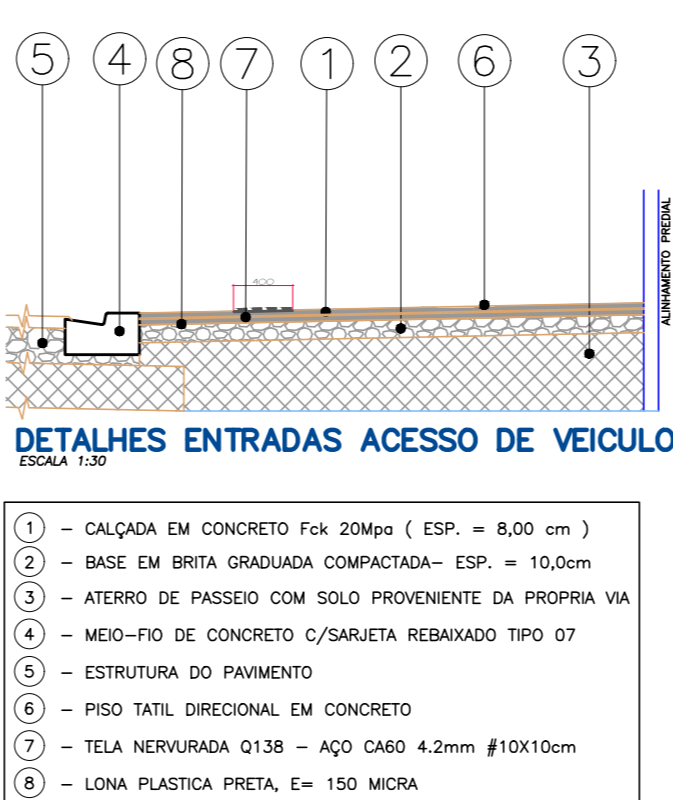 5 4 8 7 1 2 6 3
ALINHAMENTO PREDIAL
400
DETALHES ENTRADAS ACESSO DE VEICULO
ESCALA 1:30
1 – CALÇADA EM CONCRETO Fck 20Mpa ( ESP. = 8,00 cm )
2 – BASE EM BRITA GRADUADA COMPACTADA– ESP. = 10,0cm
3 – ATERRO DE PASSEIO COM SOLO PROVENIENTE DA PROPRIA VIA
4 – MEIO–FIO DE CONCRETO C/SARJETA REBAIXADO TIPO 07
5 – ESTRUTURA DO PAVIMENTO
6 – PISO TATIL DIRECIONAL EM CONCRETO
7 – TELA NERVURADA Q138 – AÇO CA60 4.2mm #10X10cm
8 – LONA PLASTICA PRETA, E= 150 MICRA